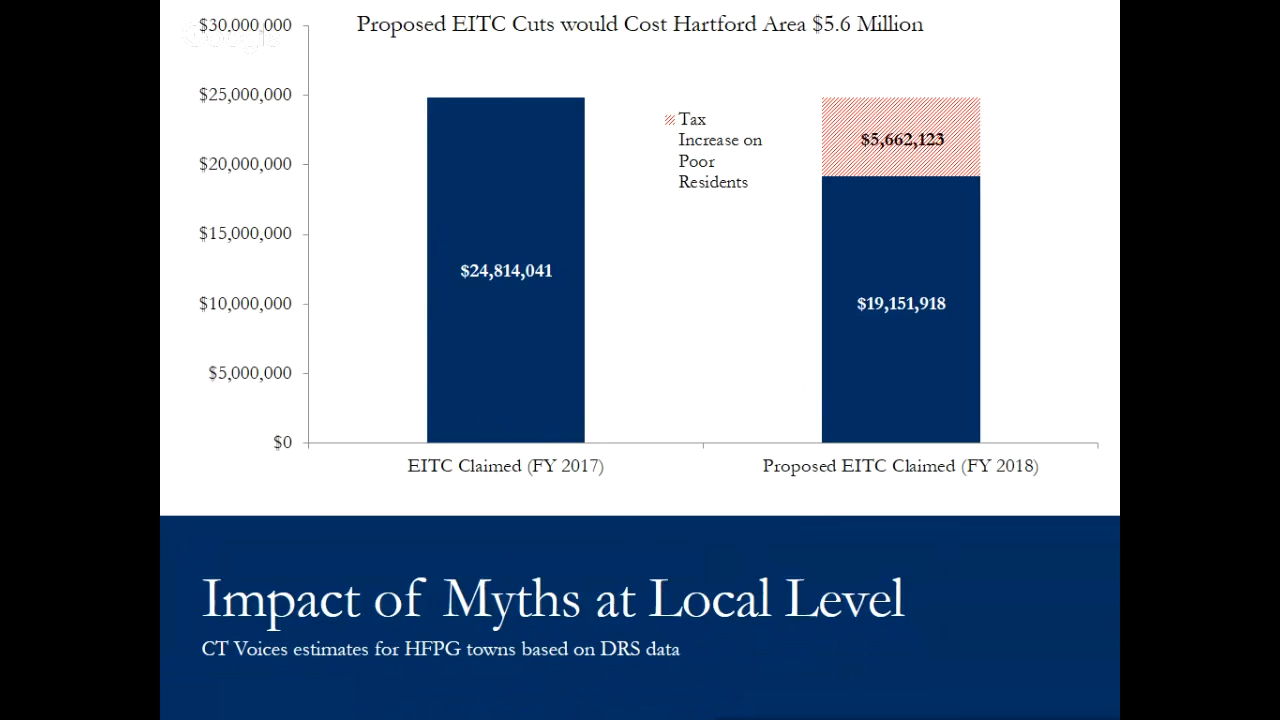 Proposed EITC Cuts would Cost Hartford Area $5.6 Million
$30,000,000
$25,000,000
$20,000,000
$15,000,000
$10,000,000
$5,000,000
$0
$24,814,041
Tax
Increase on
Poor
Residents
$5,662,123
$19,151,918
EITC Claimed (FY 2017)
Proposed EITC Claimed (FY 2018)
Impact of Myths at Local Level
CT Voices estimates for HFPG towns based on DRS data